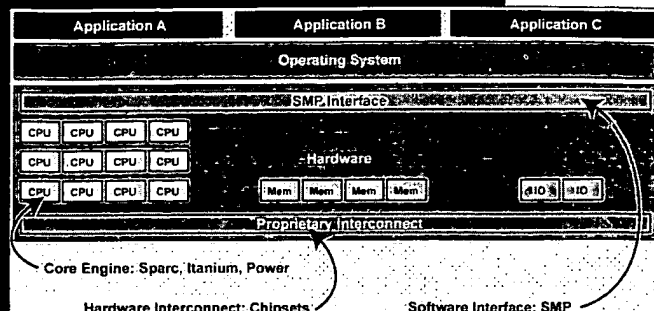 Application A Application B Application C
Operating System
SMP Interface
CPU CPU CPU CPU
CPU CPU CPU CPU
Hardware
CPU CPU CPU CPU
Mem Mem Mem Mem
I/O I/O
Proprietary Interconnect
Core Engine: Sparc, Itanium, Power
Hardware Interconnect: Chipsets Software Interface: SMP